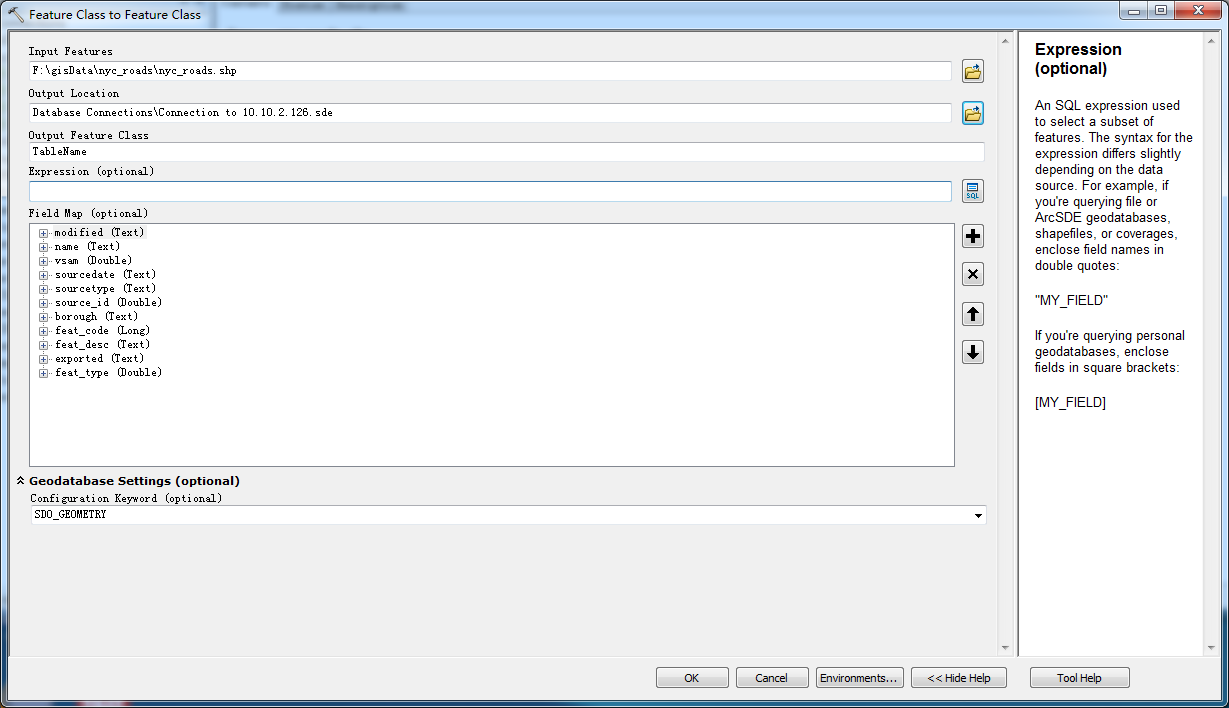 Feature Class to Feature Class
Input Features
F:\gisData\nyc_roads\nyc_roads.shp
Output Location
Database Connections\Connection to 10.10.2.126.sde
Output Feature Class
TableName
Expression (optional)
SQL
Field Map (optional)
modified (Text)
name (Text)
vsam (Double)
sourcedate (Text)
sourcetype (Text)
source_id (Double)
borough (Text)
feat_code (Long)
feat_desc (Text)
exported (Text)
feat_type (Double)
Geodatabase Settings (optional)
Configuration Keyword (optional)
SDO_GEOMETRY
OK
Cancel
Environments...
<< Hide Help
Tool Help
Expression
(optional)
An SQL expression used
to select a subset of
features. The syntax for the
expression differs slightly
depending on the data
source. For example, if
you're querying file or
ArcSDE geodatabases,
shapefiles, or coverages,
enclose field names in
double quotes:
"MY_FIELD"
If you're querying personal
geodatabases, enclose
fields in square brackets:
[MY_FIELD]